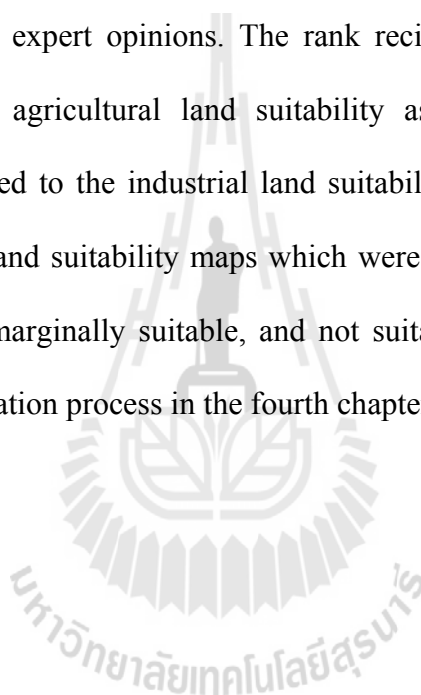 expert opinions. The rank reci
agricultural land suitability as
ed to the industrial land suitabil
and suitability maps which were
marginally suitable, and not suita
ation process in the fourth chapte
มหาวิทยาลัยเทคโนโลยีสุรนารี